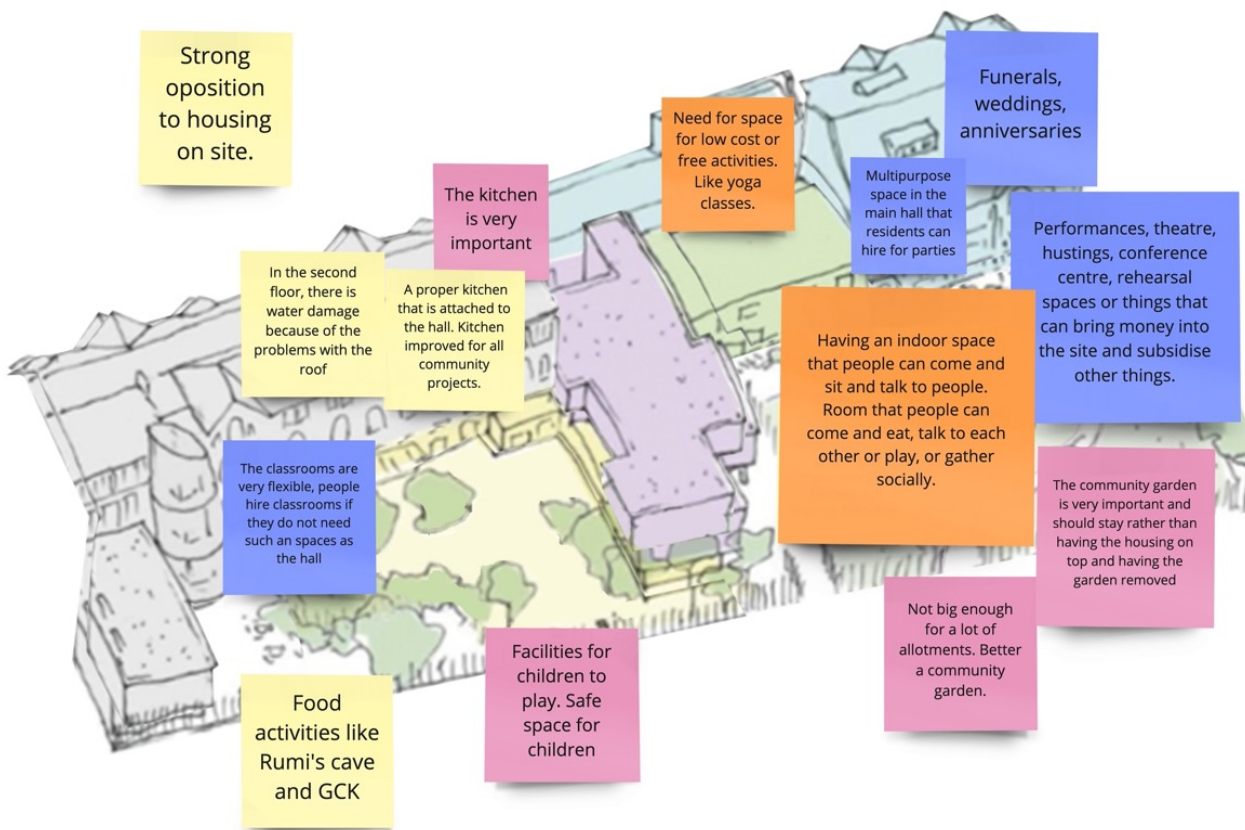 Strong
oposition
to housing
on site.
Funerals,
weddings,
anniversaries
Need for space
for low cost or
free activities.
Like yoga
classes.
The kitchen
is very
important
Multipurpose
space in the
main hall that
residents can
hire for parties
Performances, theatre,
hustings, conference
centre, rehearsal
spaces or things that
can bring money into
the site and subsidise
other things.
In the second
floor, there is
water damage
because of the
problems with the
roof
A proper kitchen
that is attached to
the hall. Kitchen
improved for all
community
projects.
Having an indoor space
that people can come and
sit and talk to people.
Room that people can
come and eat, talk to each
other or play, or gather
socially.
The classrooms are
very flexible, people
hire classrooms if
they do not need
such an spaces as
the hall
The community garden
is very important and
should stay rather than
having the housing on
top and having the
garden removed
Not big enough
for a lot of
allotments. Better
a community
garden.
Facilities for
children to
play. Safe
space for
children
Food
activities like
Rumi's cave
and GCK